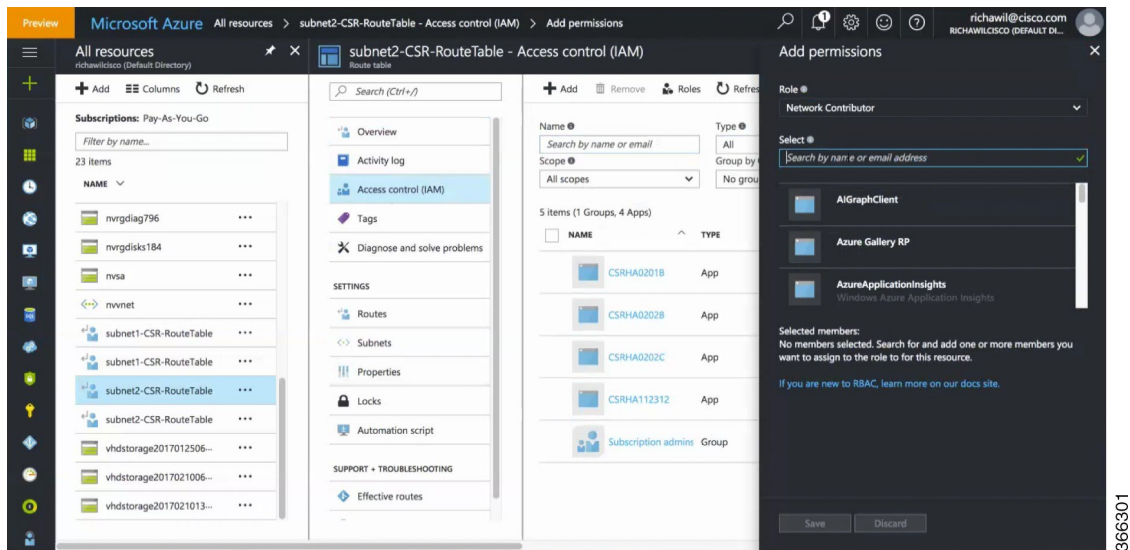 Preview
Microsoft Azure All resources > subnet2-CSR-RouteTable - Access control (IAM) > Add permissions
richawil@cisco.com
RICHAWILCISCO (DEFAULT DI...
All resources
richawilcisco (Default Directory)
Add Columns Refresh
Subscriptions: Pay-As-You-Go
Filter by name...
23 items
NAME
nvrgdiag796
nvrgdisks184
nvsa
nvvnet
subnet1-CSR-RouteTable
subnet1-CSR-RouteTable
subnet2-CSR-RouteTable
subnet2-CSR-RouteTable
vhdstorage2017012506...
vhdstorage2017021006...
vhdstorage2017021013...
subnet2-CSR-RouteTable - Access control (IAM)
Route table
Search (Ctrl+/)
Overview
Activity log
Access control (IAM)
Tags
Diagnose and solve problems
SETTINGS
Routes
Subnets
Properties
Locks
Automation script
SUPPORT + TROUBLESHOOTING
Effective routes
Add Remove Roles Refres
Name Type
Search by name or email All
Scope Group by
All scopes No grou
5 items (1 Groups, 4 Apps)
NAME TYPE
CSRHA0201B App
CSRHA0202B App
CSRHA0202C App
CSRHA112312 App
Subscription admins Group
Add permissions
Role
Network Contributor
Select
Search by name or email address
AIGraphClient
Azure Gallery RP
AzureApplicationInsights
Windows Azure Application Insights
Selected members:
No members selected. Search for and add one or more members you
want to assign to the role to for this resource.
If you are new to RBAC, learn more on our docs site.
Save Discard
366301